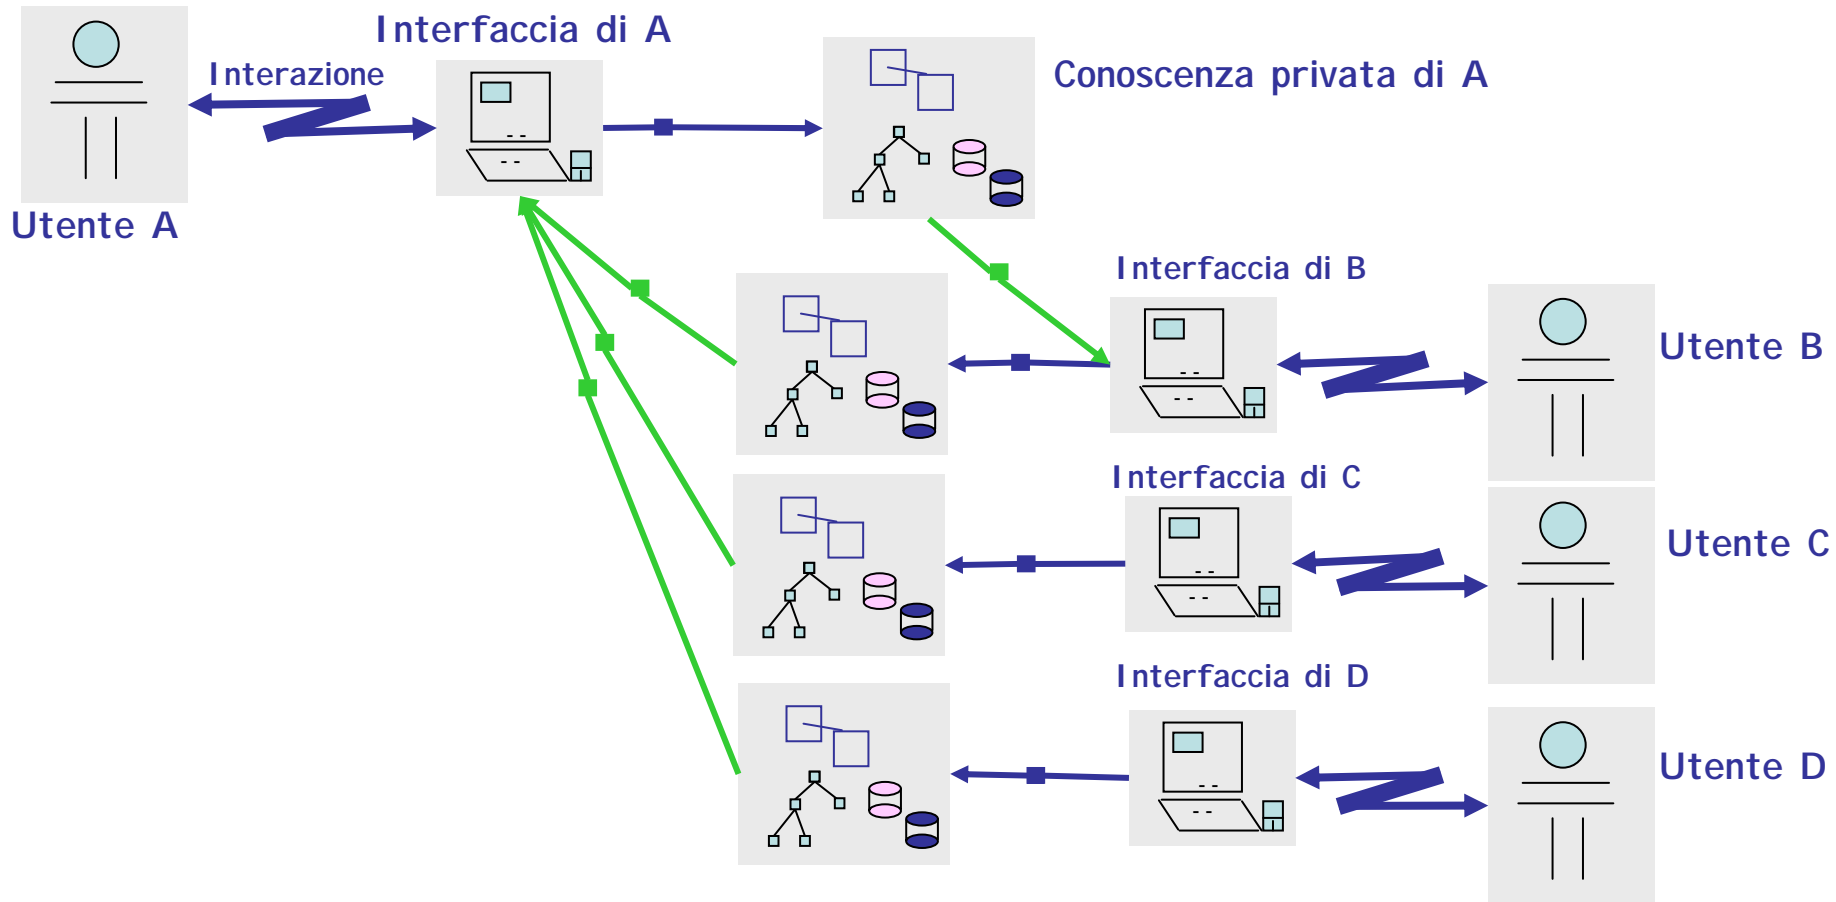 Interfaccia di A
Interazione
Conoscenza privata di A
Utente A
Interfaccia di B
Utente B
Interfaccia di C
Utente C
Interfaccia di D
Utente D